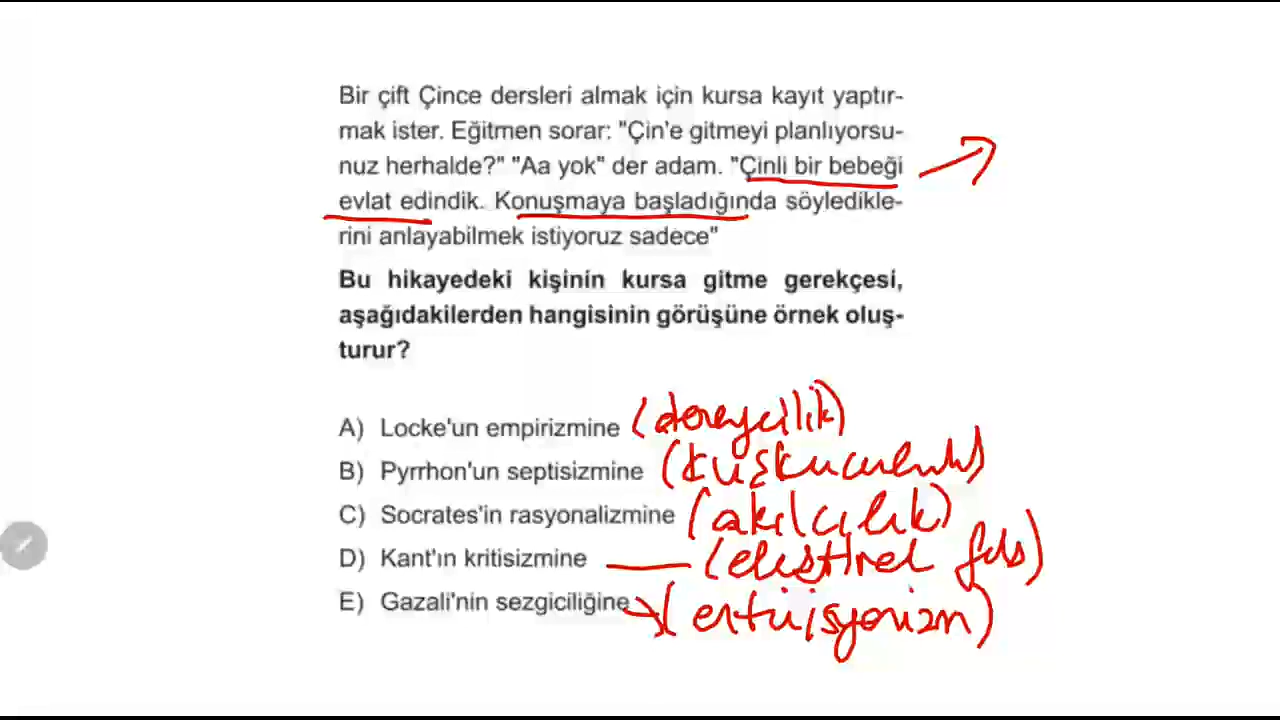 Bir çift Çince dersleri almak için kursa kayıt yaptır-
mak ister. Eğitmen sorar: "Çin'e gitmeyi planlıyorsu-
nuz herhalde?" "Aa yok" der adam. "Çinli bir bebeği
evlat edindik. Konuşmaya başladığında söyledikle-
rini anlayabilmek istiyoruz sadece"
Bu hikayedeki kişinin kursa gitme gerekçesi,
aşağıdakilerden hangisinin görüşüne örnek oluş-
turur?
A) Locke'un empirizmine (deneycilik)
B) Pyrrhon'un septisizmine (kuşkuculuk)
C) Socrates'in rasyonalizmine (akılcılık)
D) Kant'ın kritisizmine (eleştirel fels)
E) Gazali'nin sezgiciliğine (entüisyonizm)